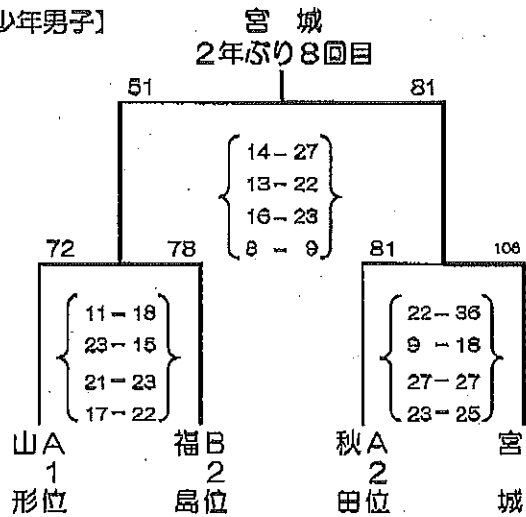 少年男子】
宮 城
2年ぶり8回目
51 81
14-27
13-22
16-23
8-9
72 78 81 106
11-18
23-15
21-23
17-22
22-36
9-18
27-27
23-25
山形 A1位
福島 B2位
秋田 A2位
宮城